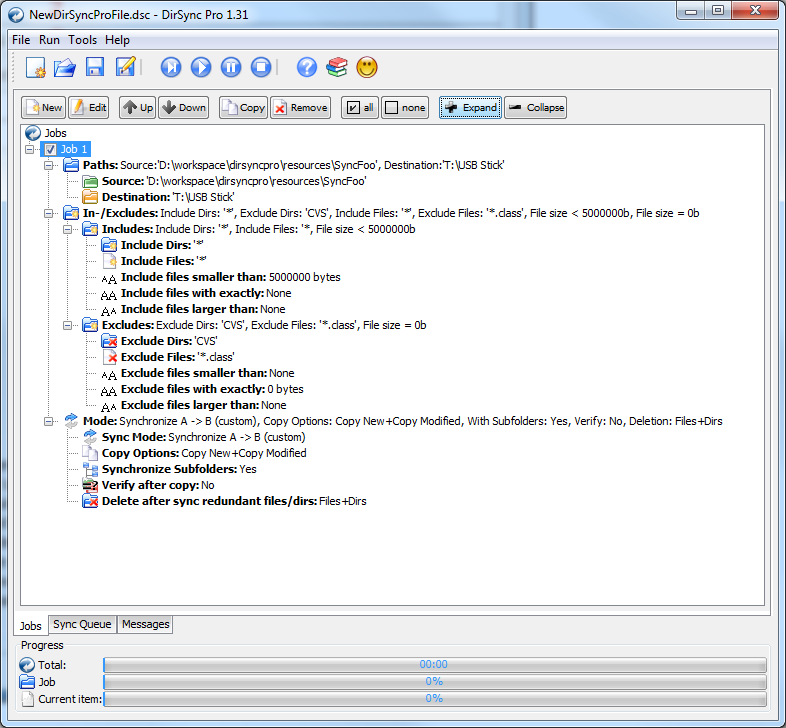 NewDirSyncProFile.dsc - DirSync Pro 1.31
File Run Tools Help
New Edit Up Down Copy Remove all none Expand Collapse
Jobs
Job 1
Paths: Source:'D:\workspace\dirsyncpro\resources\SyncFoo', Destination:'T:\USB Stick'
Source: 'D:\workspace\dirsyncpro\resources\SyncFoo'
Destination: 'T:\USB Stick'
In-/Excludes: Include Dirs: '*', Exclude Dirs: 'CVS', Include Files: '*', Exclude Files: '*.class', File size < 5000000b, File size = 0b
Includes: Include Dirs: '*', Include Files: '*, File size < 5000000b
Include Dirs: '*'
Include Files: '*'
AA Include files smaller than: 5000000 bytes
AA Include files with exactly: None
AA Include files larger than: None
Excludes: Exclude Dirs: 'CVS', Exclude Files: '*.class', File size = 0b
Exclude Dirs: 'CVS'
Exclude Files: '*.class'
AA Exclude files smaller than: None
AA Exclude files with exactly: 0 bytes
AA Exclude files larger than: None
Mode: Synchronize A -> B (custom), Copy Options: Copy New+Copy Modified, With Subfolders: Yes, Verify: No, Deletion: Files+Dirs
Sync Mode: Synchronize A -> B (custom)
Copy Options: Copy New+Copy Modified
Synchronize Subfolders: Yes
Verify after copy: No
Delete after sync redundant files/dirs: Files+Dirs
Jobs Sync Queue Messages
Progress
Total: 00:00
Job 0%
Current item: 0%